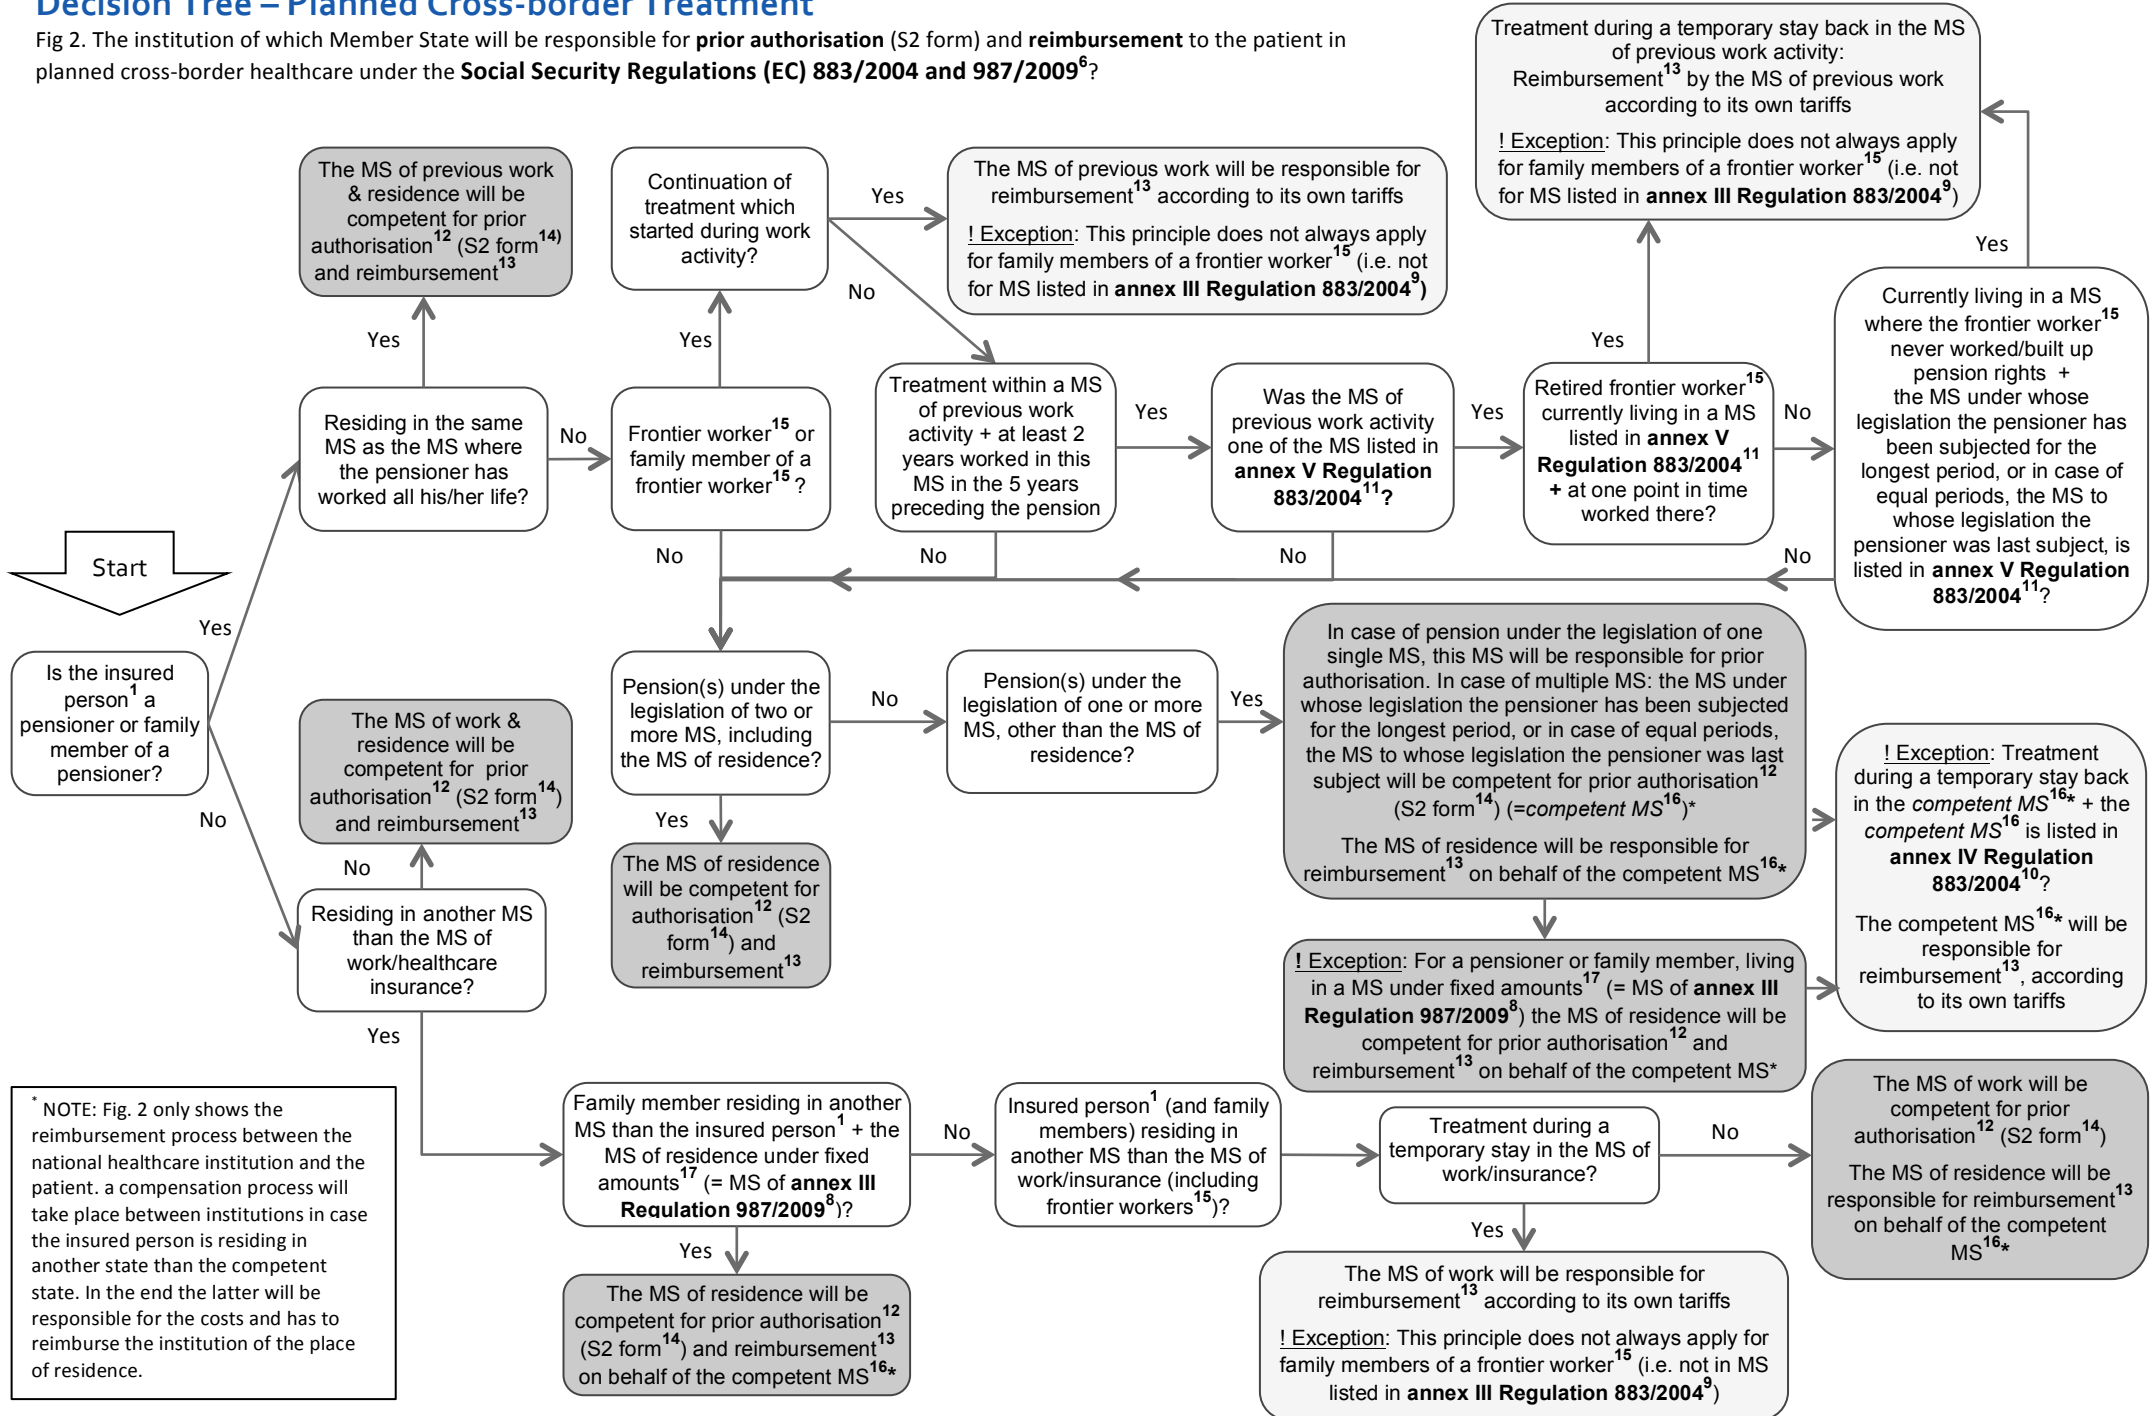 Decision Tree – Planned Cross-border Treatment
Fig 2. The institution of which Member State will be responsible for prior authorisation (S2 form) and reimbursement to the patient in
planned cross-border healthcare under the Social Security Regulations (EC) 883/2004 and 987/2009⁶?
Treatment during a temporary stay back in the MS
of previous work activity:
Reimbursement¹³ by the MS of previous work
according to its own tariffs
! Exception: This principle does not always apply
for family members of a frontier worker¹⁵ (i.e. not
for MS listed in annex III Regulation 883/2004⁹)
The MS of previous work
& residence will be
competent for prior
authorisation¹² (S2 form¹⁴)
and reimbursement¹³
Continuation of
treatment which
started during work
activity?
Yes
The MS of previous work will be responsible for
reimbursement¹³ according to its own tariffs
! Exception: This principle does not always apply
for family members of a frontier worker¹⁵ (i.e. not
for MS listed in annex III Regulation 883/2004⁹)
Yes
No
Yes
Yes
Yes
Residing in the same
MS as the MS where
the pensioner has
worked all his/her life?
No
Frontier worker¹⁵ or
family member of a
frontier worker¹⁵ ?
Treatment within a MS
of previous work
activity + at least 2
years worked in this
MS in the 5 years
preceding the pension
Yes
Was the MS of
previous work activity
one of the MS listed in
annex V Regulation
883/2004¹¹?
Yes
Retired frontier worker¹⁵
currently living in a MS
listed in annex V
Regulation 883/2004¹¹
+ at one point in time
worked there?
No
Currently living in a MS
where the frontier worker¹⁵
never worked/built up
pension rights +
the MS under whose
legislation the pensioner has
been subjected for the
longest period, or in case of
equal periods, the MS to
whose legislation the
pensioner was last subject, is
listed in annex V Regulation
883/2004¹¹?
No
No
No
No
Start
Yes
Is the insured
person¹ a
pensioner or family
member of a
pensioner?
No
Pension(s) under the
legislation of two or
more MS, including
the MS of residence?
No
Pension(s) under the
legislation of one or more
MS, other than the MS of
residence?
Yes
In case of pension under the legislation of one
single MS, this MS will be responsible for prior
authorisation. In case of multiple MS: the MS under
whose legislation the pensioner has been subjected
for the longest period, or in case of equal periods,
the MS to whose legislation the pensioner was last
subject will be competent for prior authorisation¹²
(S2 form¹⁴) (=competent MS¹⁶)*
The MS of residence will be responsible for
reimbursement¹³ on behalf of the competent MS¹⁶*
! Exception: Treatment
during a temporary stay back
in the competent MS¹⁶* + the
competent MS¹⁶ is listed in
annex IV Regulation
883/2004¹⁰?
The competent MS¹⁶* will be
responsible for
reimbursement¹³, according
to its own tariffs
The MS of work &
residence will be
competent for prior
authorisation¹² (S2 form¹⁴)
and reimbursement¹³
Yes
The MS of residence
will be competent for
authorisation¹² (S2
form¹⁴) and
reimbursement¹³
No
Residing in another MS
than the MS of
work/healthcare
insurance?
! Exception: For a pensioner or family member, living
in a MS under fixed amounts¹⁷ (= MS of annex III
Regulation 987/2009⁸) the MS of residence will be
competent for prior authorisation¹² and
reimbursement¹³ on behalf of the competent MS*
Yes
* NOTE: Fig. 2 only shows the
reimbursement process between the
national healthcare institution and the
patient. a compensation process will
take place between institutions in case
the insured person is residing in
another state than the competent
state. In the end the latter will be
responsible for the costs and has to
reimburse the institution of the place
of residence.
Family member residing in another
MS than the insured person¹ + the
MS of residence under fixed
amounts¹⁷ (= MS of annex III
Regulation 987/2009⁸)?
No
Insured person¹ (and family
members) residing in
another MS than the MS of
work/insurance (including
frontier workers¹⁵)?
Treatment during a
temporary stay in the MS of
work/insurance?
No
The MS of work will be
competent for prior
authorisation¹² (S2 form¹⁴)
The MS of residence will be
responsible for reimbursement¹³
on behalf of the competent
MS¹⁶*
Yes
The MS of residence will be
competent for prior authorisation¹²
(S2 form¹⁴) and reimbursement¹³
on behalf of the competent MS¹⁶*
Yes
The MS of work will be responsible for
reimbursement¹³ according to its own tariffs
! Exception: This principle does not always apply for
family members of a frontier worker¹⁵ (i.e. not in MS
listed in annex III Regulation 883/2004⁹)